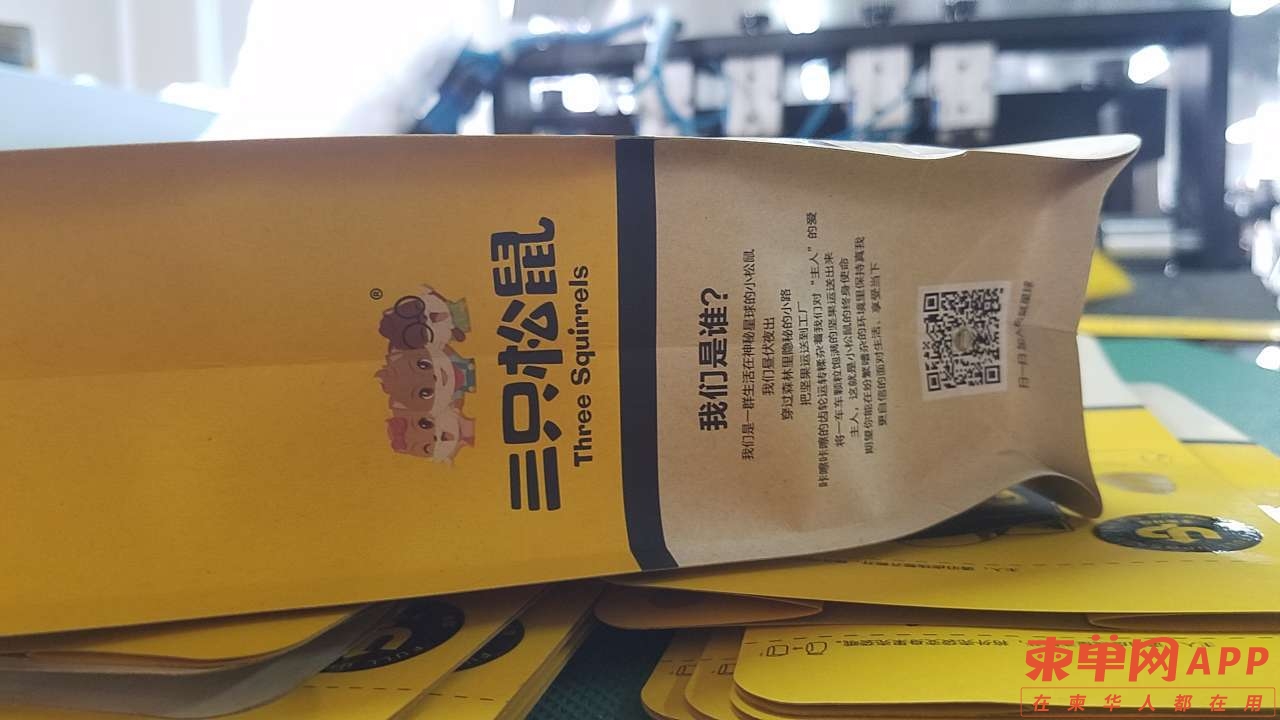 ®
三只松鼠
Three Squirrels
我们是谁?
我们是一群生活在神秘星球的小松鼠
我们昼伏夜出
穿过森林里隐秘的小路
把坚果运送到工厂
咔嚓咔嚓的齿轮运转糅杂着我们对“主人”的爱
将一车车颗粒饱满的坚果运送出来
主人,这就是小松鼠的终身使命
期望你能在纷繁嘈杂的环境里保持真我
更自信的面对生活、享受当下
扫一扫
FULL
柬单网APP
在柬华人都在用